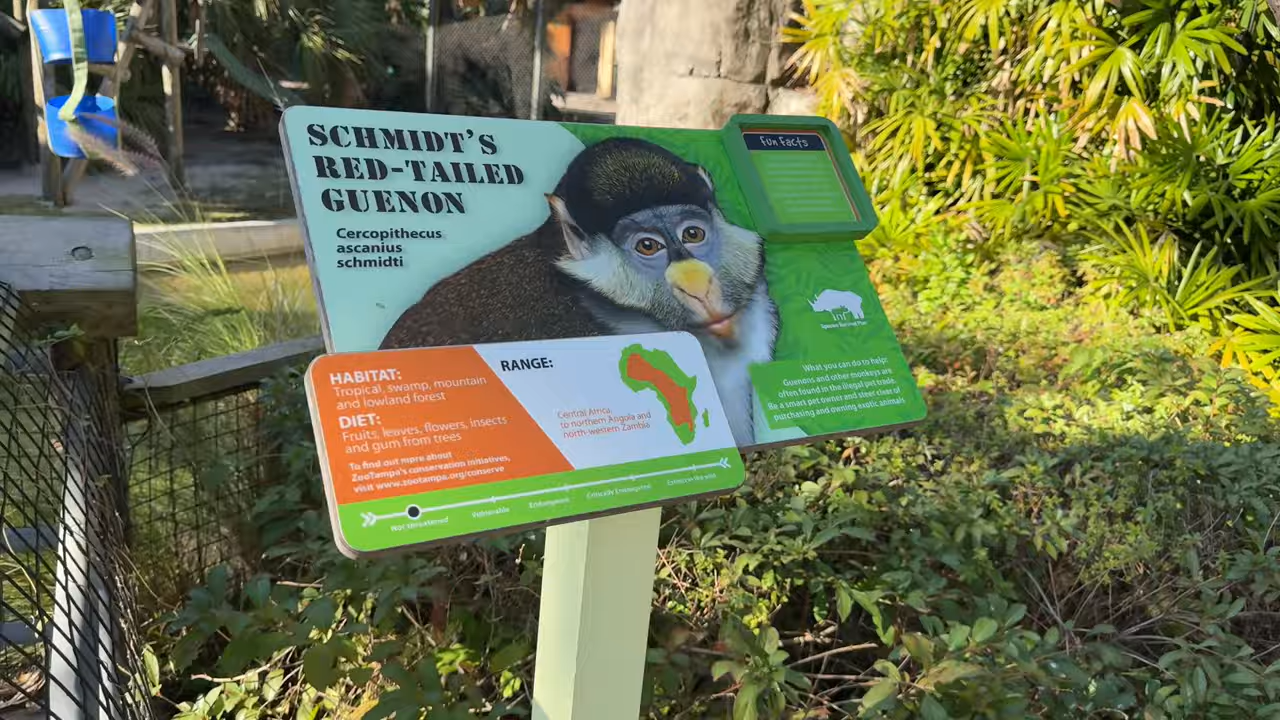 SCHMIDT'S
RED-TAILED
GUENON
Cercopithecus
ascanius
schmidti
Fun Facts
Species Survival Plan
What you can do to help:
Guenons and other monkeys are
often found in the illegal pet trade.
Be a smart pet owner and steer clear of
purchasing and owning exotic animals
HABITAT:
Tropical, swamp, mountain
and lowland forest
DIET:
Fruits, leaves, flowers, insects
and gum from trees
To find out more about
ZooTampa's conservation initiatives,
visit www.zootampa.org/conserve
RANGE:
Central Africa,
to northern Angola and
north-western Zambia
Not threatened
Vulnerable
Endangered
Critically Endangered
Extinct in the wild